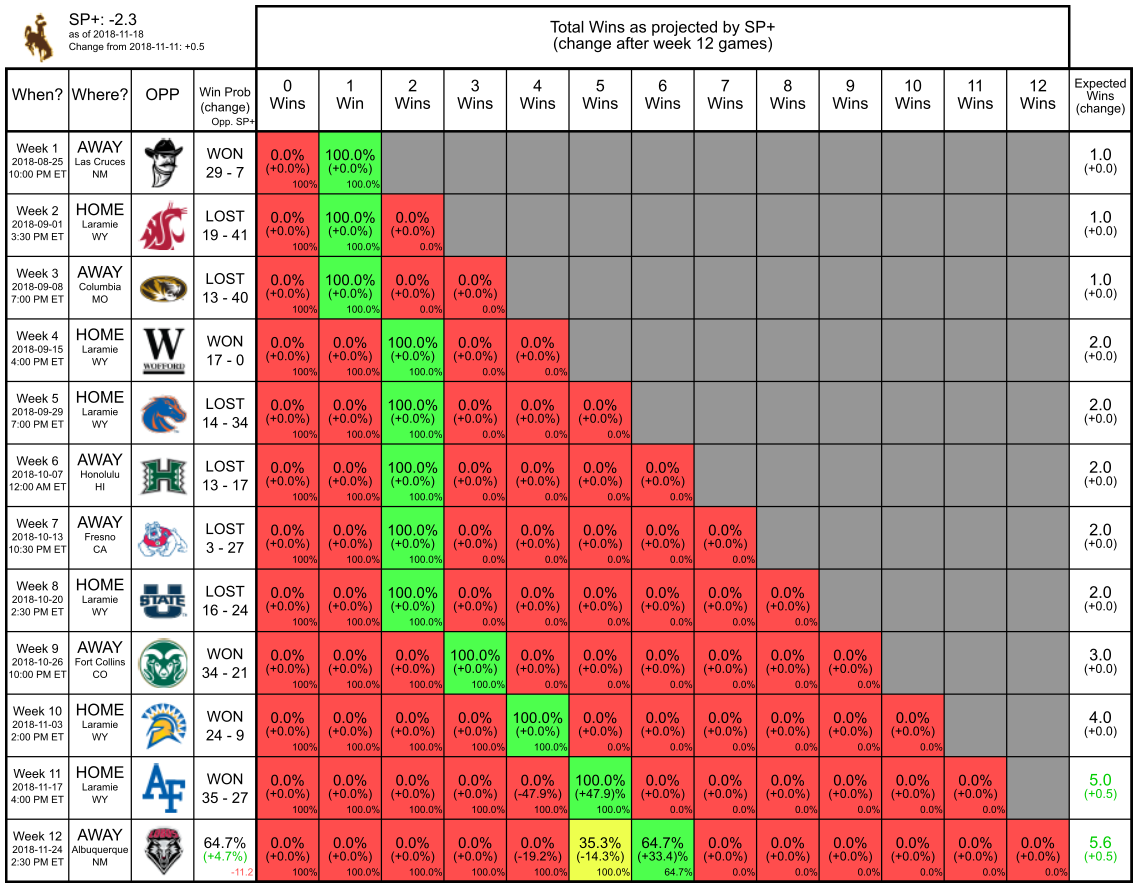 SP+: -2.3
as of 2018-11-18
Change from 2018-11-11: +0.5
Total Wins as projected by SP+
(change after week 12 games)
When? Where? OPP Win Prob (change) Opp. SP+ 0 Wins 1 Win 2 Wins 3 Wins 4 Wins 5 Wins 6 Wins 7 Wins 8 Wins 9 Wins 10 Wins 11 Wins 12 Wins Expected Wins (change)
Week 1 AWAY WON 0.0% 100.0% 1.0
2018-08-25 Las Cruces (+0.0%) (+0.0%) (+0.0)
10:00 PM ET NM 29 - 7 100% 100.0%
Week 2 HOME LOST 0.0% 100.0% 0.0% 1.0
2018-09-01 Laramie (+0.0%) (+0.0%) (+0.0%) (+0.0)
3:30 PM ET WY 19 - 41 100% 100.0% 0.0%
Week 3 AWAY LOST 0.0% 100.0% 0.0% 0.0% 1.0
2018-09-08 Columbia (+0.0%) (+0.0%) (+0.0%) (+0.0%) (+0.0)
7:00 PM ET MO 13 - 40 100% 100.0% 0.0% 0.0%
Week 4 HOME W WON 0.0% 0.0% 100.0% 0.0% 0.0% 2.0
2018-09-15 Laramie (+0.0%) (+0.0%) (+0.0%) (+0.0%) (+0.0%) (+0.0)
4:00 PM ET WY WOFFORD 17 - 0 100% 100.0% 100.0% 0.0% 0.0%
Week 5 HOME LOST 0.0% 0.0% 100.0% 0.0% 0.0% 0.0% 2.0
2018-09-29 Laramie (+0.0%) (+0.0%) (+0.0%) (+0.0%) (+0.0%) (+0.0%) (+0.0)
7:00 PM ET WY 14 - 34 100% 100.0% 100.0% 0.0% 0.0% 0.0%
Week 6 AWAY H LOST 0.0% 0.0% 100.0% 0.0% 0.0% 0.0% 0.0% 2.0
2018-10-07 Honolulu (+0.0%) (+0.0%) (+0.0%) (+0.0%) (+0.0%) (+0.0%) (+0.0%) (+0.0)
12:00 AM ET HI 13 - 17 100% 100.0% 100.0% 0.0% 0.0% 0.0% 0.0%
Week 7 AWAY LOST 0.0% 0.0% 100.0% 0.0% 0.0% 0.0% 0.0% 0.0% 2.0
2018-10-13 Fresno (+0.0%) (+0.0%) (+0.0%) (+0.0%) (+0.0%) (+0.0%) (+0.0%) (+0.0%) (+0.0)
10:30 PM ET CA 3 - 27 100% 100.0% 100.0% 0.0% 0.0% 0.0% 0.0% 0.0%
Week 8 HOME U LOST 0.0% 0.0% 100.0% 0.0% 0.0% 0.0% 0.0% 0.0% 0.0% 2.0
2018-10-20 Laramie STATE (+0.0%) (+0.0%) (+0.0%) (+0.0%) (+0.0%) (+0.0%) (+0.0%) (+0.0%) (+0.0%) (+0.0)
2:30 PM ET WY 16 - 24 100% 100.0% 100.0% 0.0% 0.0% 0.0% 0.0% 0.0% 0.0%
Week 9 AWAY WON 0.0% 0.0% 0.0% 100.0% 0.0% 0.0% 0.0% 0.0% 0.0% 0.0% 3.0
2018-10-26 Fort Collins (+0.0%) (+0.0%) (+0.0%) (+0.0%) (+0.0%) (+0.0%) (+0.0%) (+0.0%) (+0.0%) (+0.0%) (+0.0)
10:00 PM ET CO 34 - 21 100% 100.0% 100.0% 100.0% 0.0% 0.0% 0.0% 0.0% 0.0% 0.0%
Week 10 HOME WON 0.0% 0.0% 0.0% 0.0% 100.0% 0.0% 0.0% 0.0% 0.0% 0.0% 0.0% 4.0
2018-11-03 Laramie (+0.0%) (+0.0%) (+0.0%) (+0.0%) (+0.0%) (+0.0%) (+0.0%) (+0.0%) (+0.0%) (+0.0%) (+0.0%) (+0.0)
2:00 PM ET WY 24 - 9 100% 100.0% 100.0% 100.0% 100.0% 0.0% 0.0% 0.0% 0.0% 0.0% 0.0%
Week 11 HOME AF WON 0.0% 0.0% 0.0% 0.0% 0.0% 100.0% 0.0% 0.0% 0.0% 0.0% 0.0% 0.0% 5.0
2018-11-17 Laramie (+0.0%) (+0.0%) (+0.0%) (+0.0%) (-47.9%) (+47.9)% (+0.0%) (+0.0%) (+0.0%) (+0.0%) (+0.0%) (+0.0%) (+0.5)
4:00 PM ET WY 35 - 27 100% 100.0% 100.0% 100.0% 100.0% 100.0% 0.0% 0.0% 0.0% 0.0% 0.0% 0.0%
Week 12 AWAY 64.7% 0.0% 0.0% 0.0% 0.0% 0.0% 35.3% 64.7% 0.0% 0.0% 0.0% 0.0% 0.0% 0.0% 5.6
2018-11-24 Albuquerque (+4.7%) (+0.0%) (+0.0%) (+0.0%) (+0.0%) (-19.2%) (-14.3%) (+33.4)% (+0.0%) (+0.0%) (+0.0%) (+0.0%) (+0.0%) (+0.0%) (+0.5)
2:30 PM ET NM -11.2 100% 100.0% 100.0% 100.0% 100.0% 100.0% 64.7% 0.0% 0.0% 0.0% 0.0% 0.0% 0.0%